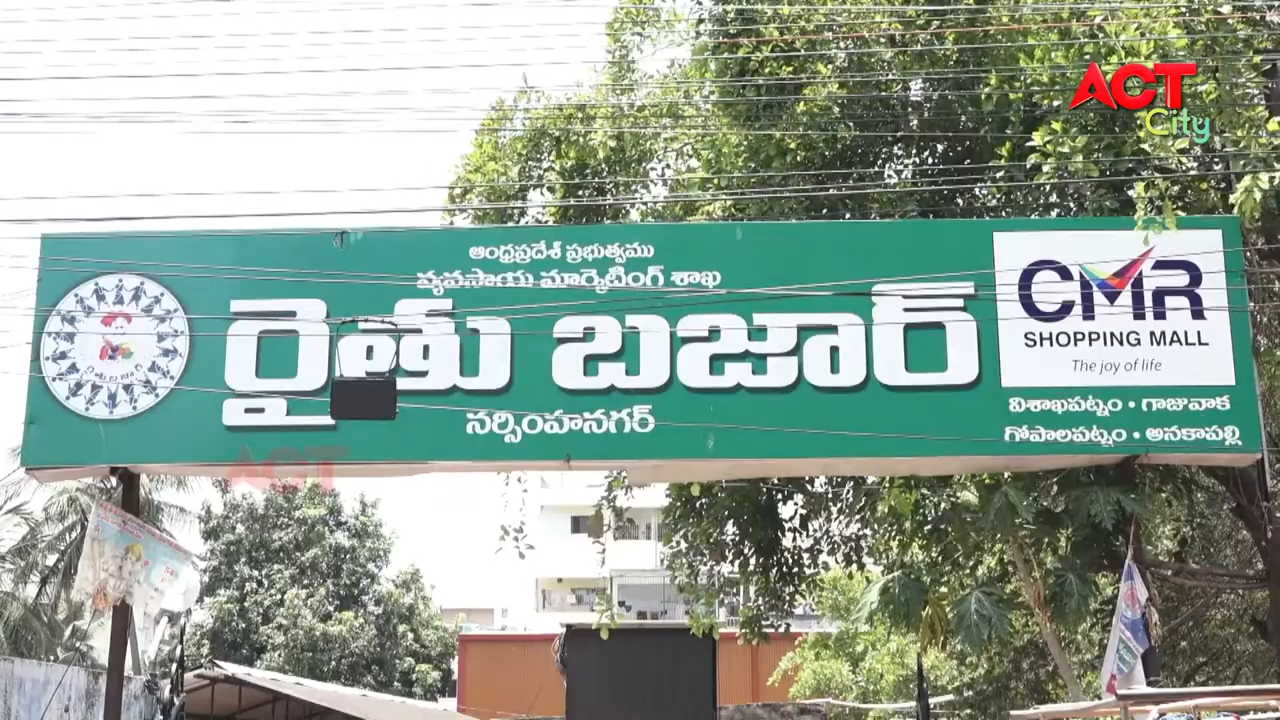 ACT
City
ఆంధ్రప్రదేశ్ ప్రభుత్వము
వ్యవసాయ మార్కెటింగ్ శాఖ
రైతు బజార్
నర్సింహనగర్
CMR
SHOPPING MALL
The joy of life
విశాఖపట్నం • గాజువాక
గోపాలపట్నం • అనకాపల్లి
ACT